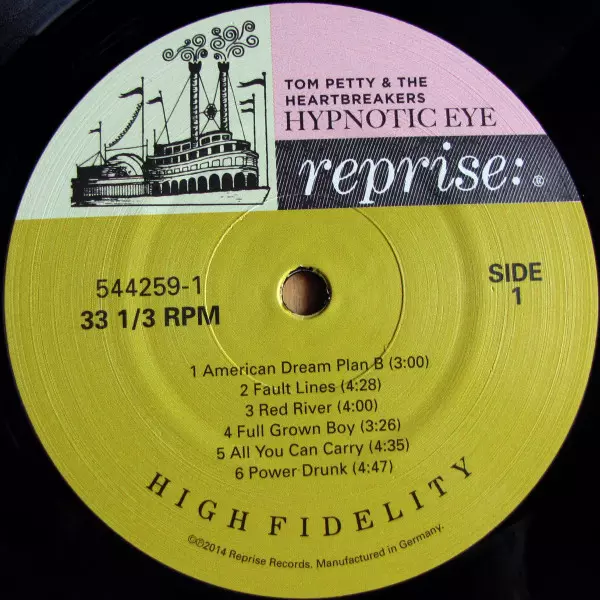 TOM PETTY & THE
HEARTBREAKERS
HYPNOTIC EYE
reprise: ®
544259-1
33 1/3 RPM
SIDE
1
1 American Dream Plan B (3:00)
2 Fault Lines (4:28)
3 Red River (4:00)
4 Full Grown Boy (3:26)
5 All You Can Carry (4:35)
6 Power Drunk (4:47)
HIGH FIDELITY
©℗2014 Reprise Records. Manufactured in Germany.